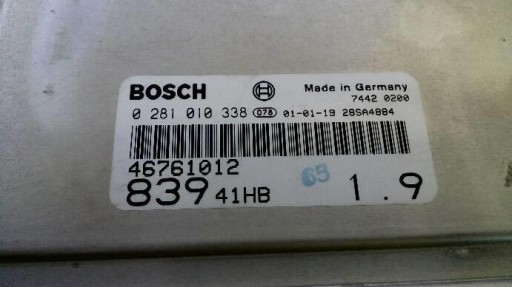 BOSCH Made in Germany
7442 0200
0 281 010 338 078 01-01-19 28SA4884
46761012
65
839 41HB 1.9